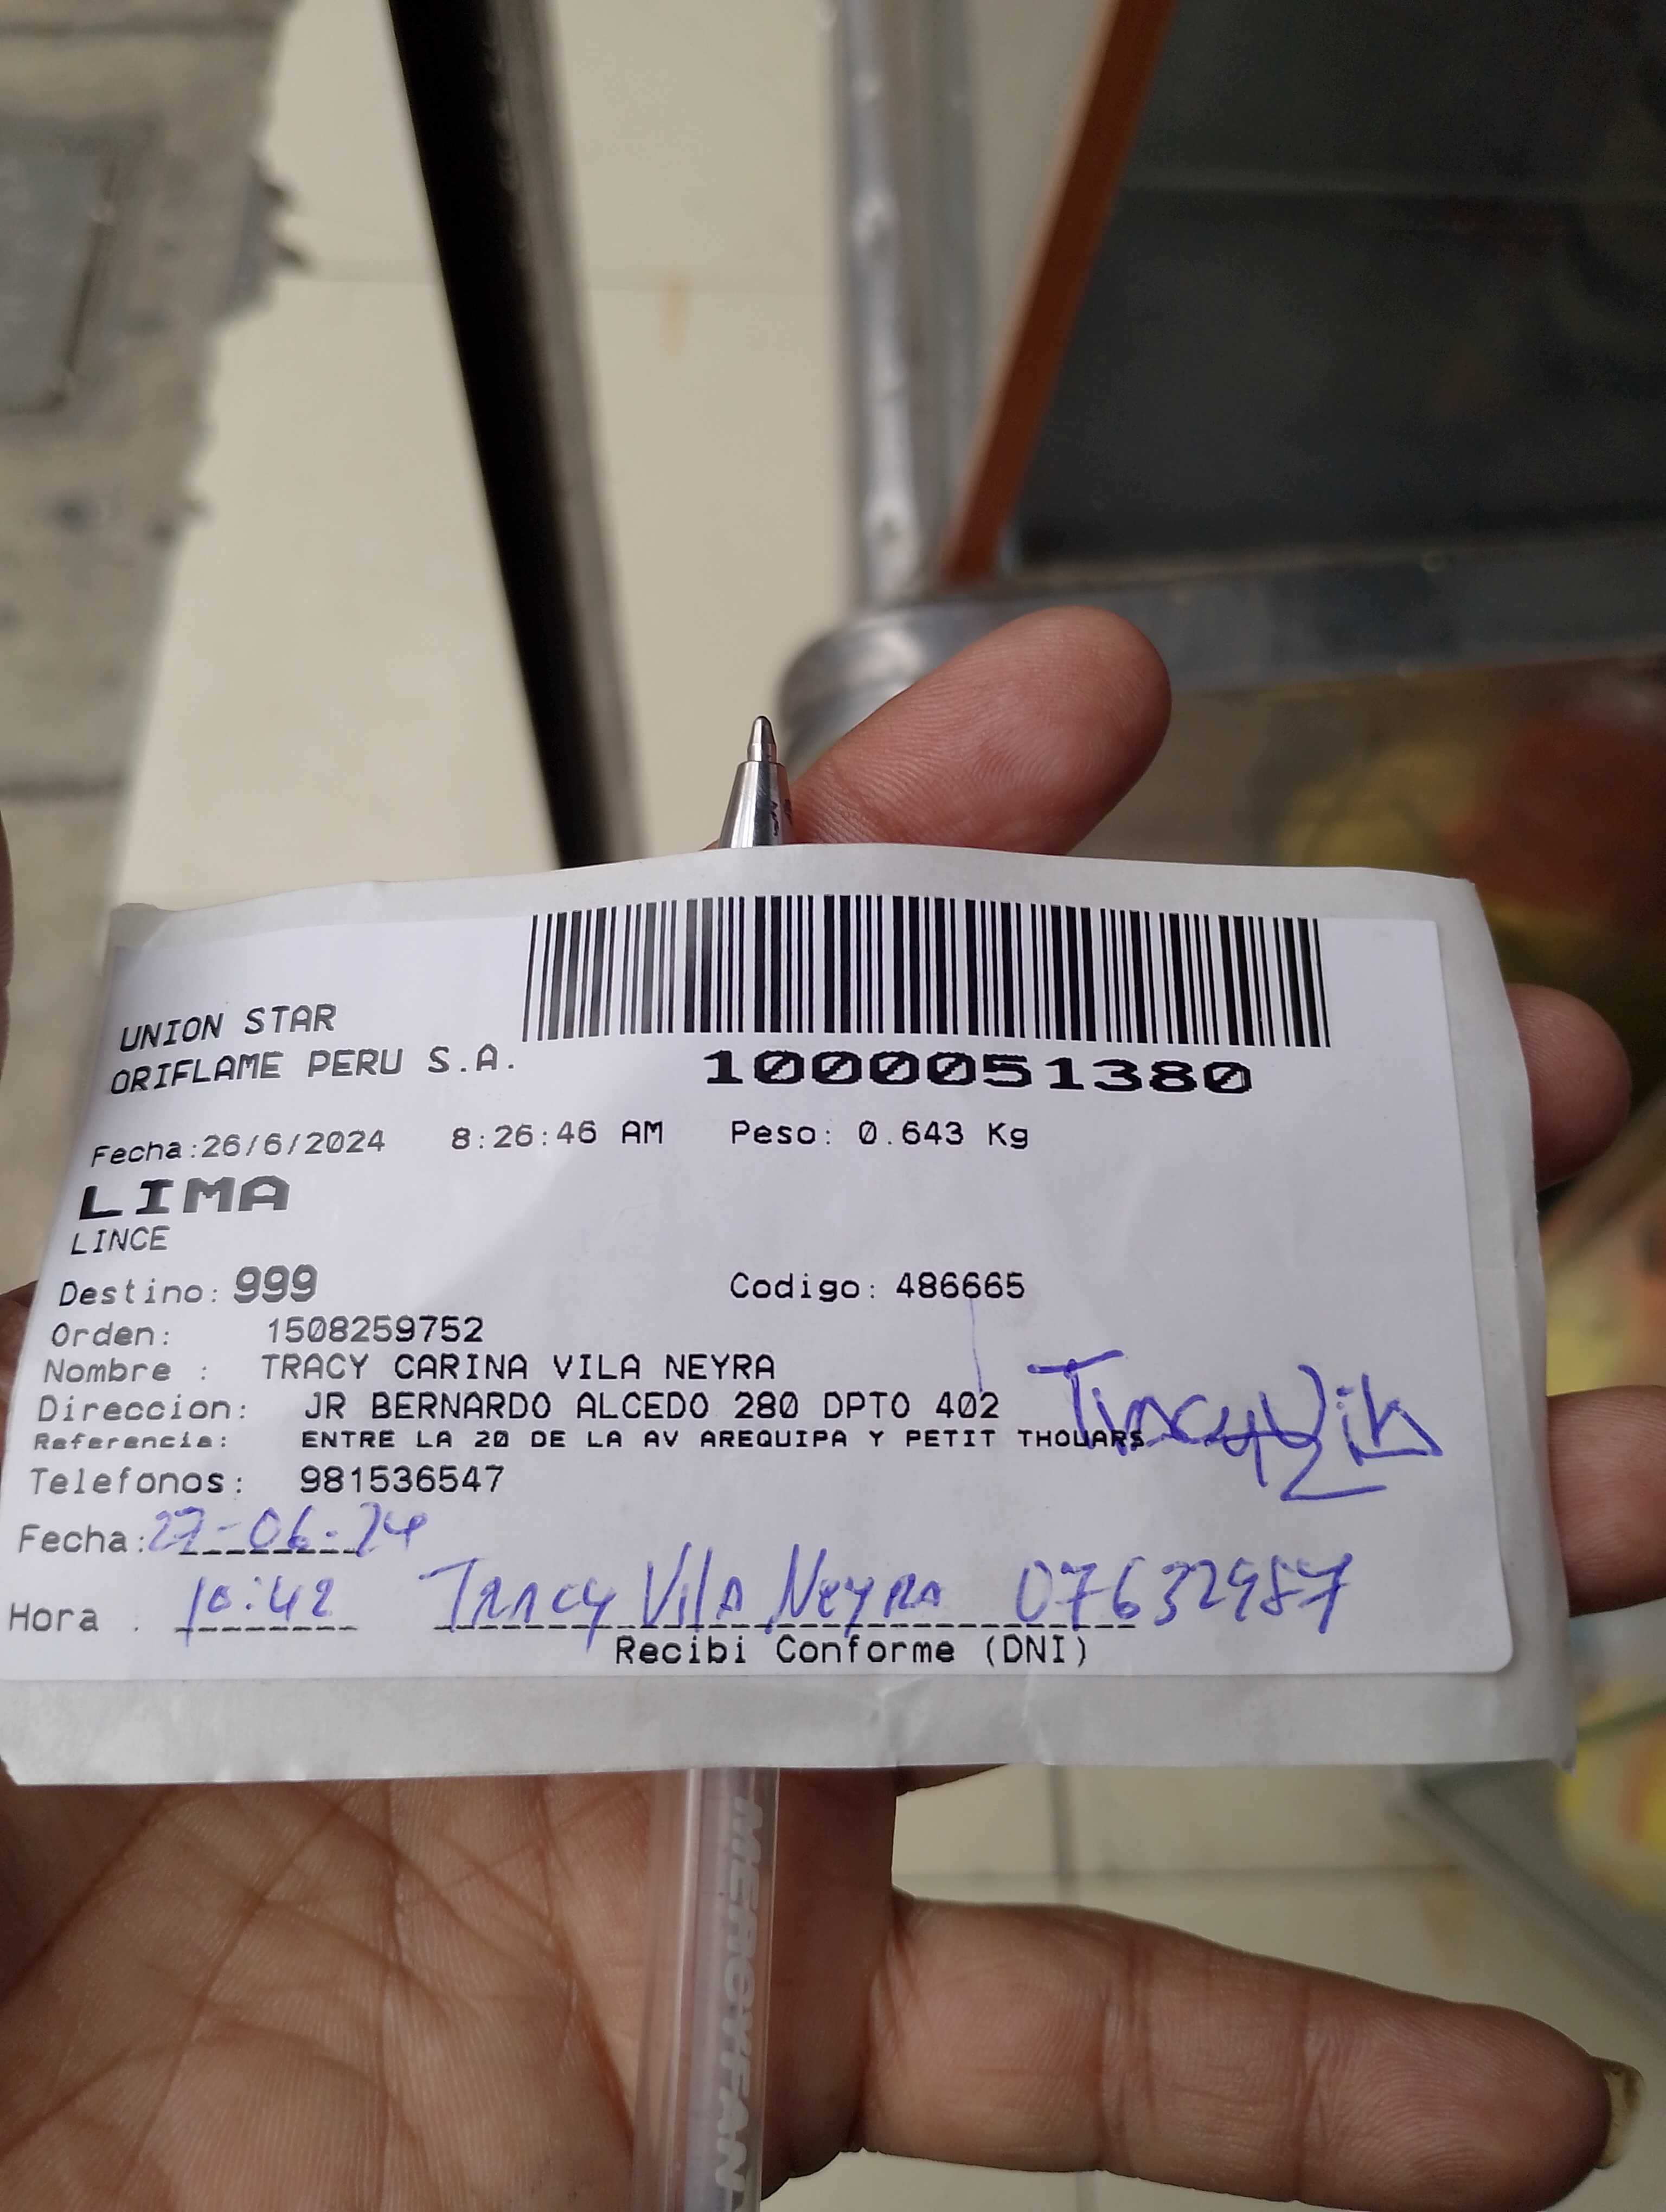 UNION STAR
ORIFLAME PERU S.A.
1000051380
Fecha:26/6/2024 8:26:46 AM Peso: 0.643 Kg
LIMA
LINCE
Destino: 999 Codigo: 486665
Orden: 1508259752
Nombre : TRACY CARINA VILA NEYRA
Direccion: JR BERNARDO ALCEDO 280 DPTO 402
Referencia: ENTRE LA 20 DE LA AV AREQUIPA Y PETIT THOUARS
Tracy Vila
Telefonos: 981536547
Fecha: 27-06-24
Hora : 10:42 Tracy Vila Neyra 07632987
Recibi Conforme (DNI)